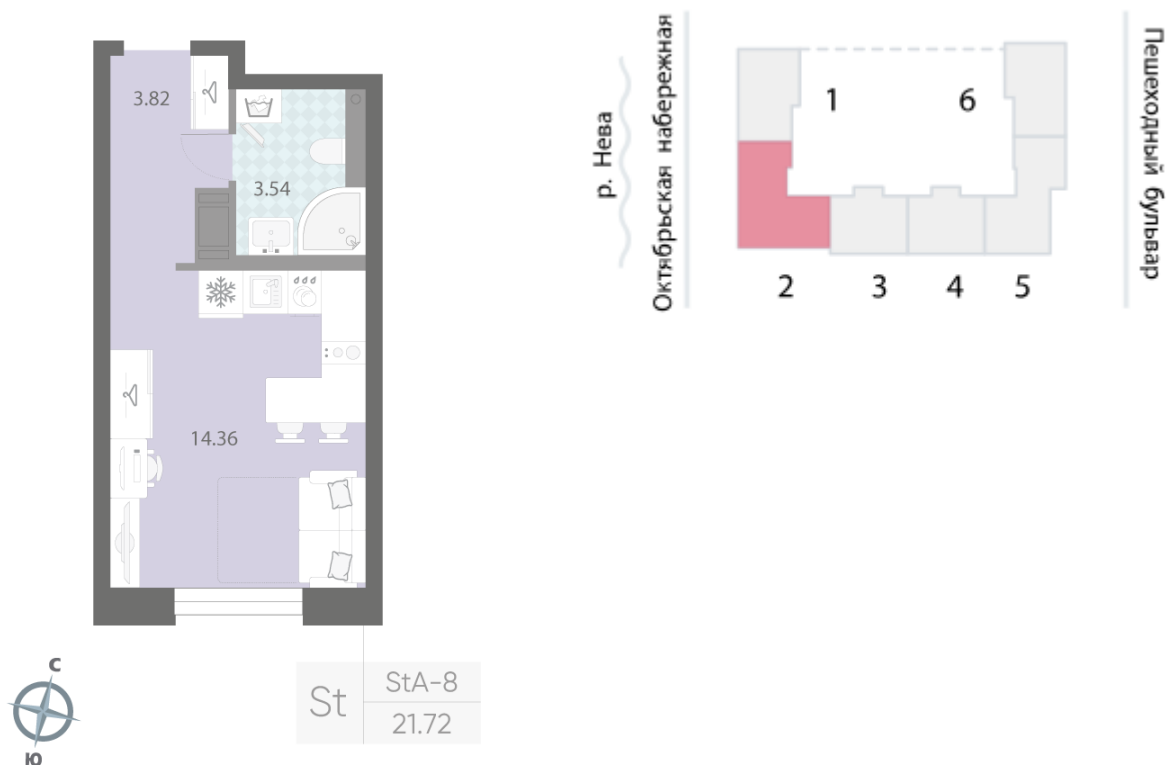 3.82
3.54
14.36
С
Ю
St
StA-8
21.72
р. Нева
Октябрьская набережная
1
6
2
3
4
5
Пешеходный бульвар